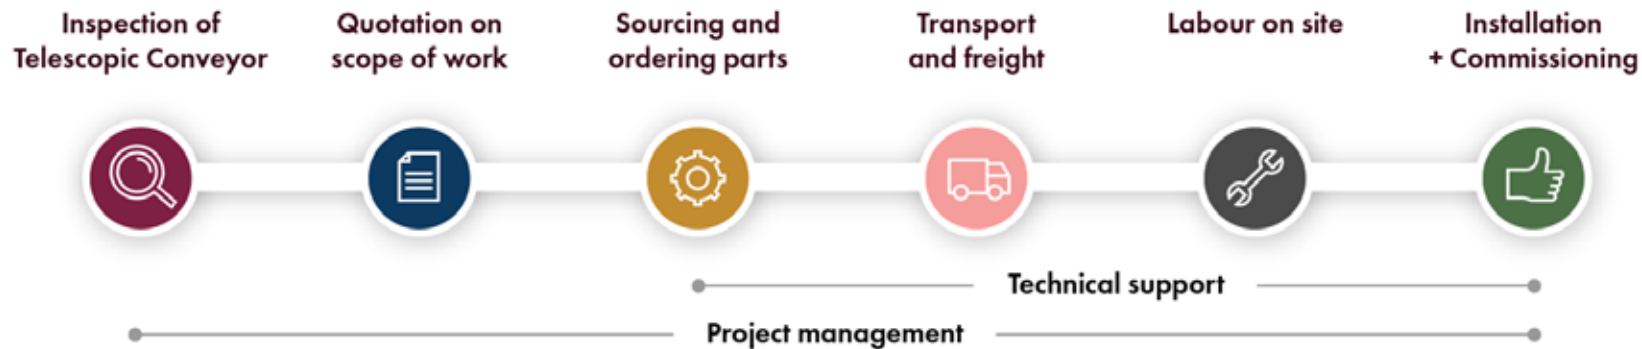 Inspection of
Telescopic Conveyor
Quotation on
scope of work
Sourcing and
ordering parts
Transport
and freight
Labour on site
Installation
+ Commissioning
Technical support
Project management